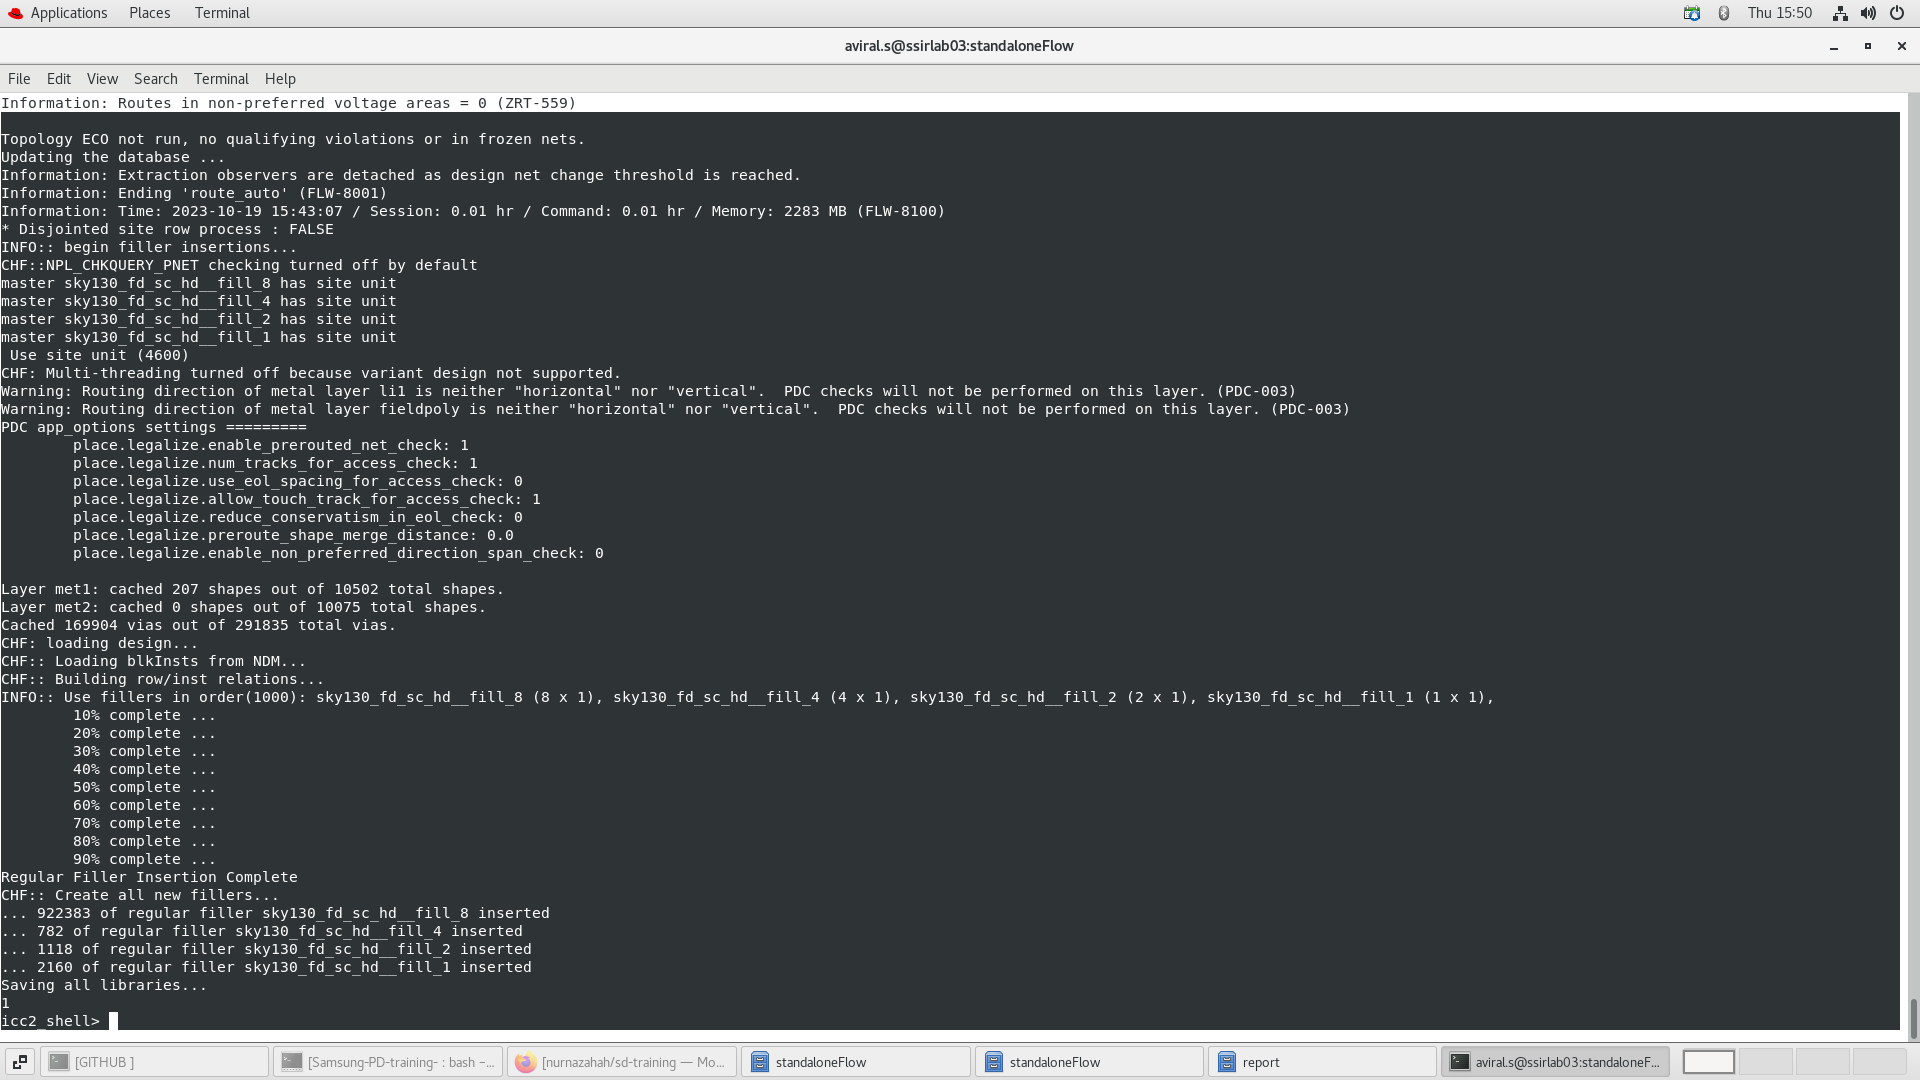 Applications Places Terminal Thu 15:50
aviral.s@ssirlab03:standaloneFlow
File Edit View Search Terminal Help
Information: Routes in non-preferred voltage areas = 0 (ZRT-559)
Topology ECO not run, no qualifying violations or in frozen nets.
Updating the database ...
Information: Extraction observers are detached as design net change threshold is reached.
Information: Ending 'route_auto' (FLW-8001)
Information: Time: 2023-10-19 15:43:07 / Session: 0.01 hr / Command: 0.01 hr / Memory: 2283 MB (FLW-8100)
* Disjointed site row process : FALSE
INFO:: begin filler insertions...
CHF::NPL_CHKQUERY_PNET checking turned off by default
master sky130_fd_sc_hd__fill_8 has site unit
master sky130_fd_sc_hd__fill_4 has site unit
master sky130_fd_sc_hd__fill_2 has site unit
master sky130_fd_sc_hd__fill_1 has site unit
 Use site unit (4600)
CHF: Multi-threading turned off because variant design not supported.
Warning: Routing direction of metal layer li1 is neither "horizontal" nor "vertical".  PDC checks will not be performed on this layer. (PDC-003)
Warning: Routing direction of metal layer fieldpoly is neither "horizontal" nor "vertical".  PDC checks will not be performed on this layer. (PDC-003)
PDC app_options settings =========
        place.legalize.enable_prerouted_net_check: 1
        place.legalize.num_tracks_for_access_check: 1
        place.legalize.use_eol_spacing_for_access_check: 0
        place.legalize.allow_touch_track_for_access_check: 1
        place.legalize.reduce_conservatism_in_eol_check: 0
        place.legalize.preroute_shape_merge_distance: 0.0
        place.legalize.enable_non_preferred_direction_span_check: 0
Layer met1: cached 207 shapes out of 10502 total shapes.
Layer met2: cached 0 shapes out of 10075 total shapes.
Cached 169904 vias out of 291835 total vias.
CHF: loading design...
CHF:: Loading blkInsts from NDM...
CHF:: Building row/inst relations...
INFO:: Use fillers in order(1000): sky130_fd_sc_hd__fill_8 (8 x 1), sky130_fd_sc_hd__fill_4 (4 x 1), sky130_fd_sc_hd__fill_2 (2 x 1), sky130_fd_sc_hd__fill_1 (1 x 1),
        10% complete ...
        20% complete ...
        30% complete ...
        40% complete ...
        50% complete ...
        60% complete ...
        70% complete ...
        80% complete ...
        90% complete ...
Regular Filler Insertion Complete
CHF:: Create all new fillers...
... 922383 of regular filler sky130_fd_sc_hd__fill_8 inserted
... 782 of regular filler sky130_fd_sc_hd__fill_4 inserted
... 1118 of regular filler sky130_fd_sc_hd__fill_2 inserted
... 2160 of regular filler sky130_fd_sc_hd__fill_1 inserted
Saving all libraries...
1
icc2_shell>
[GITHUB ] [Samsung-PD-training- : bash –... [nurnazahah/sd-training — Mo... standaloneFlow standaloneFlow report aviral.s@ssirlab03:standaloneF...